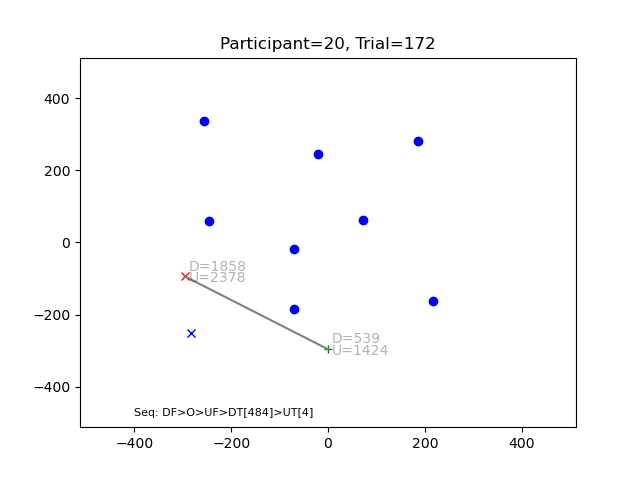 Participant=20, Trial=172
400
200
0
−200
−400
D=1858
U=2378
D=539
U=1424
Seq: DF>O>UF>DT[484]>UT[4]
−400
−200
0
200
400